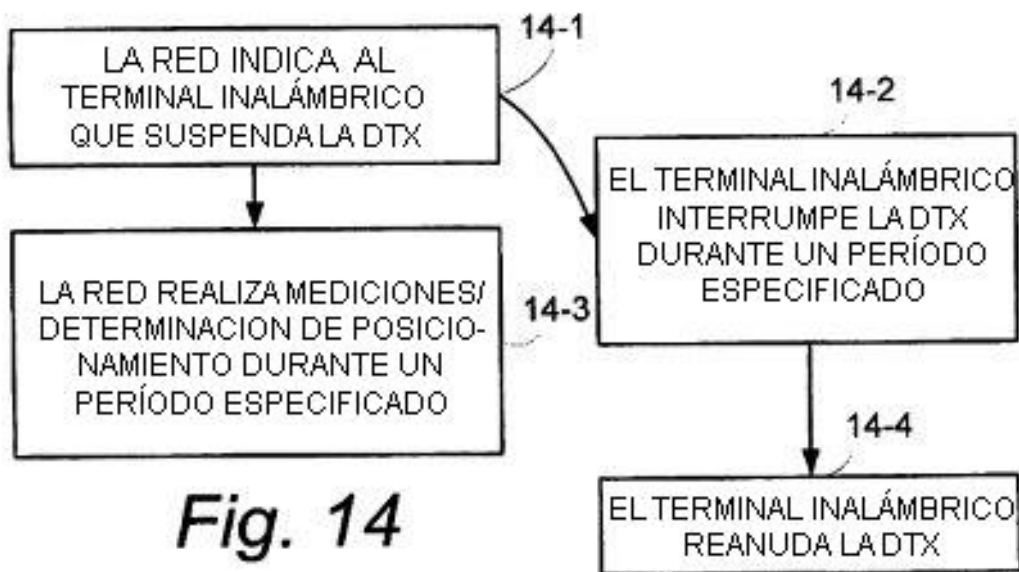 14-1
LA RED INDICA AL
TERMINAL INALÁMBRICO
QUE SUSPENDA LA DTX
14-2
EL TERMINAL INALÁMBRICO
INTERRUMPE LA DTX
DURANTE UN PERÍODO
ESPECIFICADO
LA RED REALIZA MEDICIONES/
DETERMINACION DE POSICIO-
NAMIENTO DURANTE UN
PERÍODO ESPECIFICADO
14-3
14-4
EL TERMINAL INALÁMBRICO
REANUDA LA DTX
Fig. 14